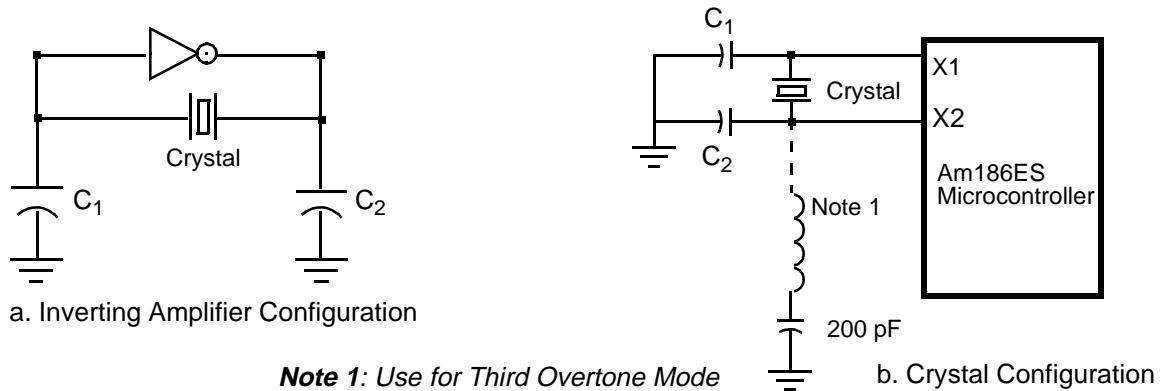 Crystal
C1
C2
a. Inverting Amplifier Configuration
C1
X1
Crystal
X2
C2
Am186ES
Microcontroller
Note 1
200 pF
Note 1: Use for Third Overtone Mode
b. Crystal Configuration